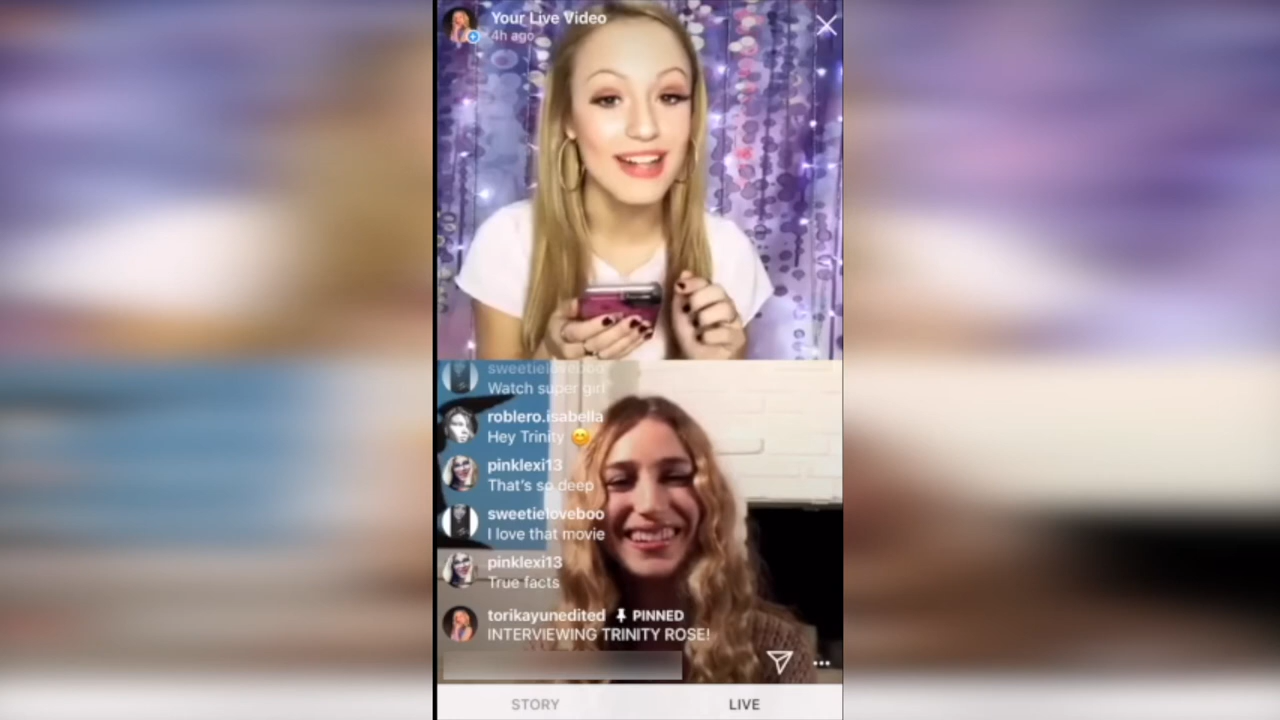 Your Live Video
4h ago
sweetieloveboo
Watch super girl
roblero.isabella
Hey Trinity 😊
pinklexi13
That's so deep
sweetieloveboo
I love that movie
pinklexi13
True facts
torikayunedited PINNED
INTERVIEWING TRINITY ROSE!
STORY LIVE